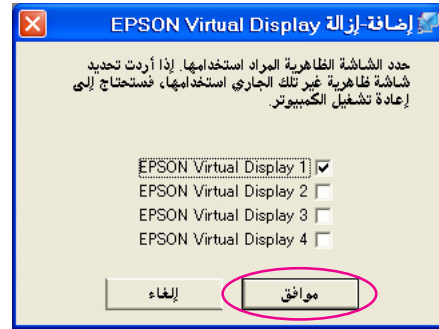 إضافة-إزالة EPSON Virtual Display
حدد الشاشة الظاهرية المراد استخدامها. إذا أردت تحديد
شاشة ظاهرية غير تلك الجاري استخدامها، فستحتاج إلى
إعادة تشغيل الكمبيوتر.
EPSON Virtual Display 1
EPSON Virtual Display 2
EPSON Virtual Display 3
EPSON Virtual Display 4
موافق
إلغاء